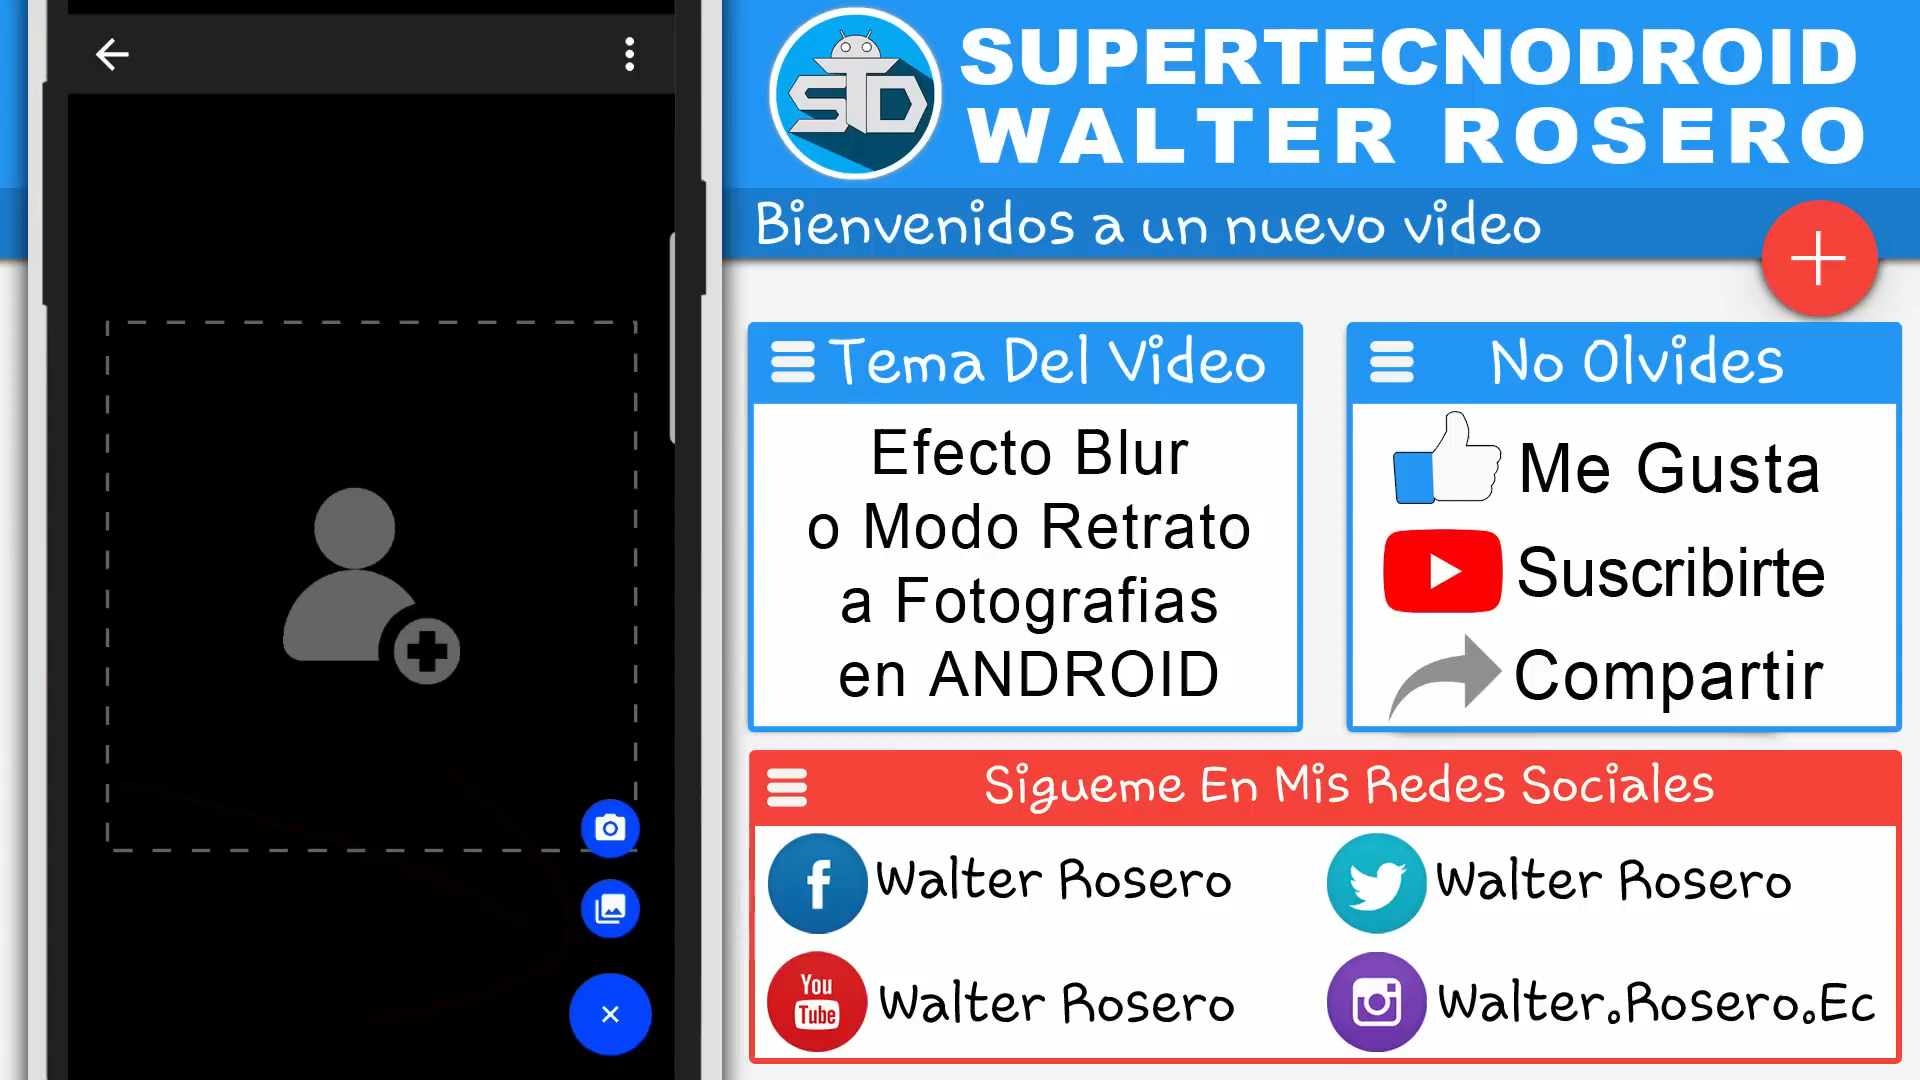 STD
SUPERTECNODROID
WALTER ROSERO
Bienvenidos a un nuevo video
Tema Del Video
Efecto Blur
o Modo Retrato
a Fotografias
en ANDROID
No Olvides
Me Gusta
Suscribirte
Compartir
Sigueme En Mis Redes Sociales
f Walter Rosero
Walter Rosero
You
Tube
Walter Rosero
Walter.Rosero.Ec